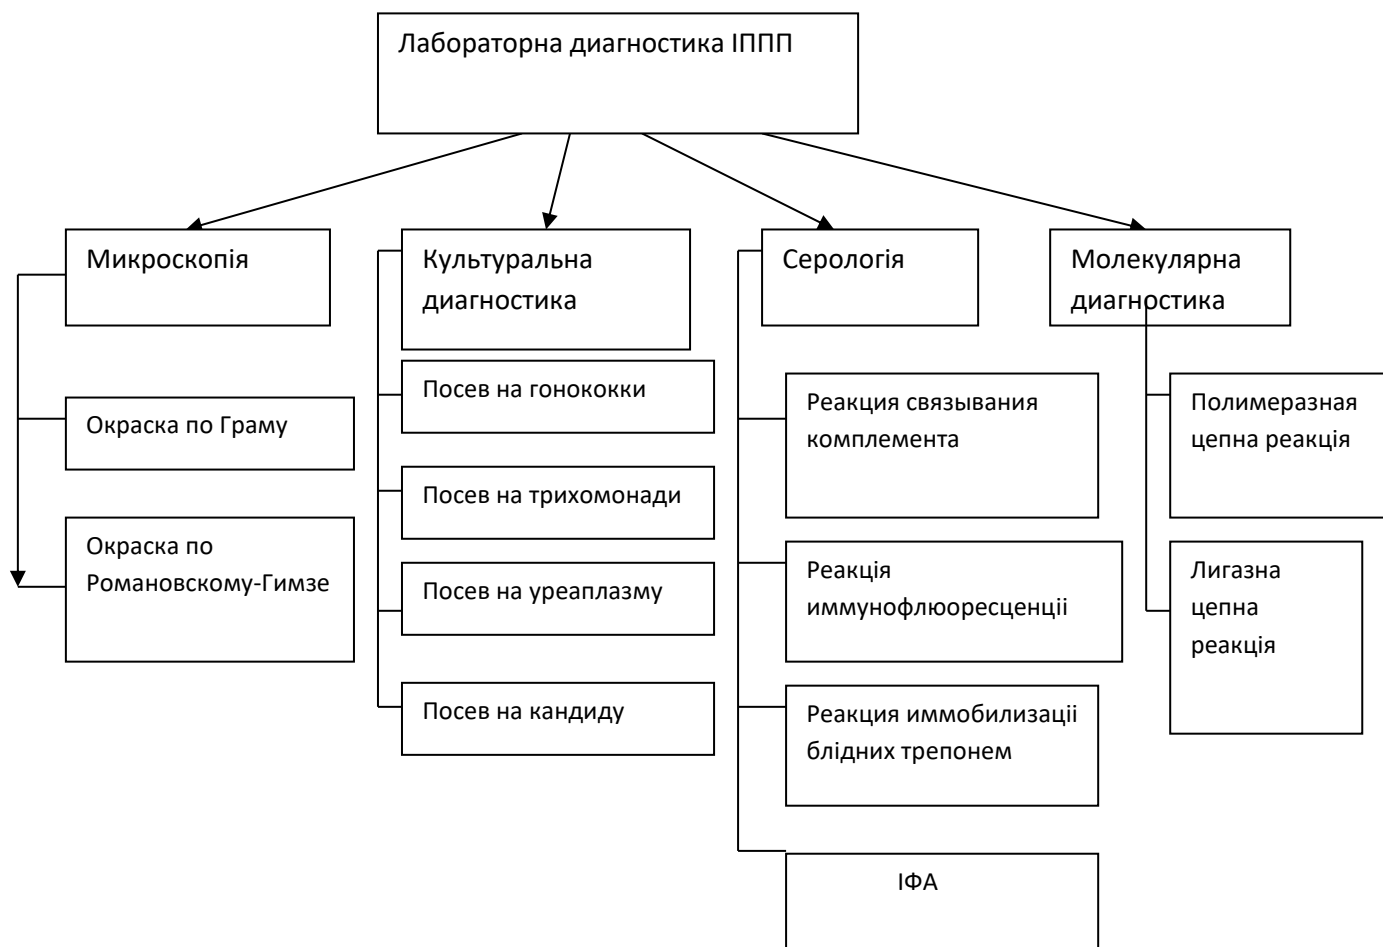 Лабораторна диагностика ІППП
Микроскопія
Окраска по Граму
Окраска по
Романовскому-Гимзе
Культуральна
диагностика
Посев на гонококки
Посев на трихомонади
Посев на уреаплазму
Посев на кандиду
Серологія
Реакция связывания
комплемента
Реакція
иммунофлюоресценціі
Реакция иммобилизаціі
блідних трепонем
ІФА
Молекулярна
диагностика
Полимеразная
цепна реакція
Лигазна
цепна
реакція